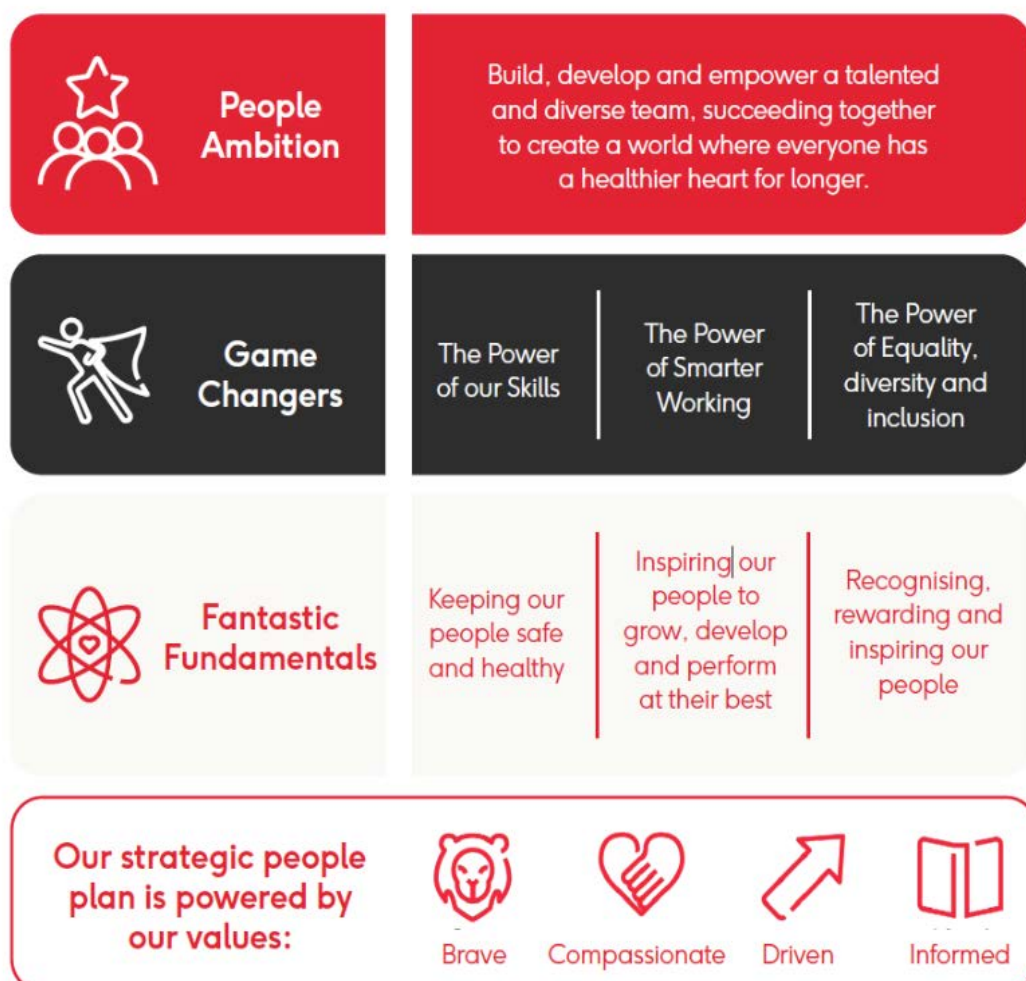 People
Ambition
Build, develop and empower a talented
and diverse team, succeeding together
to create a world where everyone has
a healthier heart for longer.
Game
Changers
The Power
of our Skills
The Power
of Smarter
Working
The Power
of Equality,
diversity and
inclusion
Fantastic
Fundamentals
Keeping our
people safe
and healthy
Inspiring our
people to
grow, develop
and perform
at their best
Recognising,
rewarding and
inspiring our
people
Our strategic people
plan is powered by
our values:
Brave
Compassionate
Driven
Informed